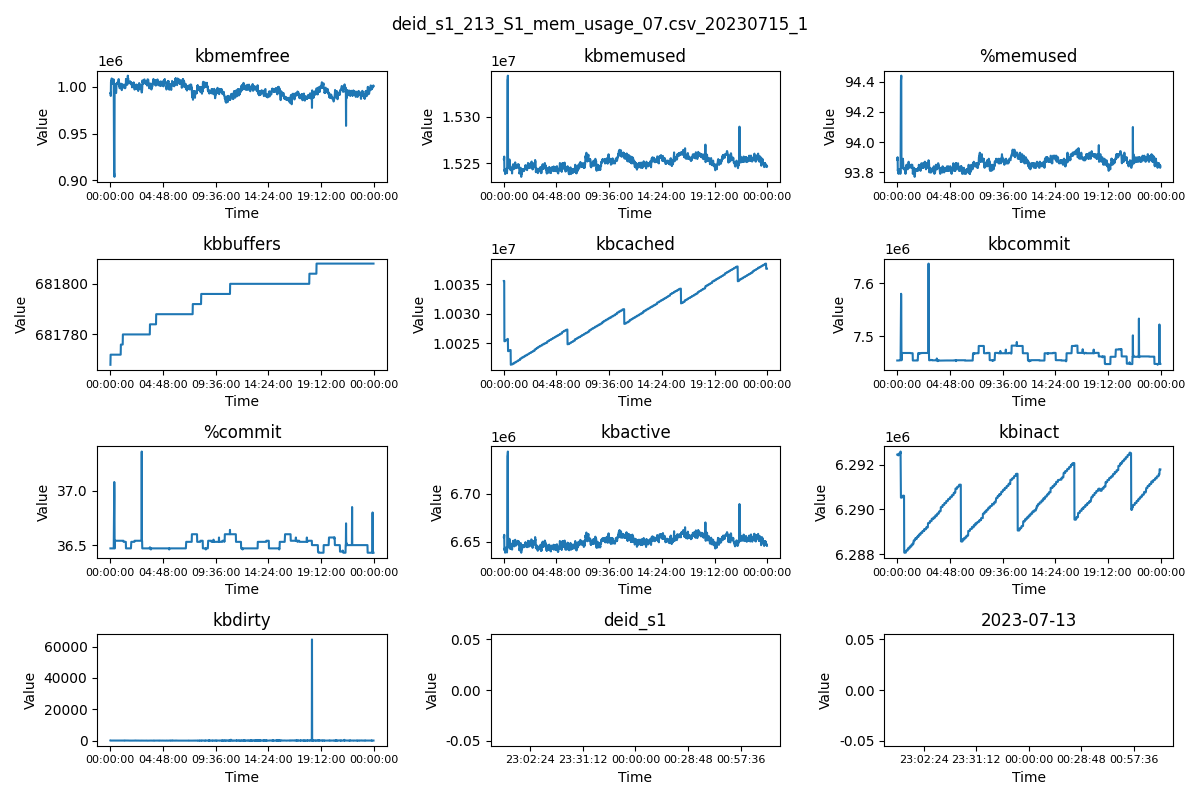 deid_s1_213_S1_mem_usage_07.csv_20230715_1
kbmemfree
1e6
Value
1.00
0.95
0.90
00:00:00 04:48:00 09:36:00 14:24:00 19:12:00 00:00:00
Time
kbmemused
1e7
Value
1.530
1.525
00:00:00 04:48:00 09:36:00 14:24:00 19:12:00 00:00:00
Time
%memused
Value
94.4
94.2
94.0
93.8
00:00:00 04:48:00 09:36:00 14:24:00 19:12:00 00:00:00
Time
kbbuffers
Value
681800
681780
00:00:00 04:48:00 09:36:00 14:24:00 19:12:00 00:00:00
Time
kbcached
1e7
Value
1.0035
1.0030
1.0025
00:00:00 04:48:00 09:36:00 14:24:00 19:12:00 00:00:00
Time
kbcommit
1e6
Value
7.6
7.5
00:00:00 04:48:00 09:36:00 14:24:00 19:12:00 00:00:00
Time
%commit
Value
37.0
36.5
00:00:00 04:48:00 09:36:00 14:24:00 19:12:00 00:00:00
Time
kbactive
1e6
Value
6.70
6.65
00:00:00 04:48:00 09:36:00 14:24:00 19:12:00 00:00:00
Time
kbinact
1e6
Value
6.292
6.290
6.288
00:00:00 04:48:00 09:36:00 14:24:00 19:12:00 00:00:00
Time
kbdirty
Value
60000
40000
20000
0
00:00:00 04:48:00 09:36:00 14:24:00 19:12:00 00:00:00
Time
deid_s1
Value
0.05
0.00
-0.05
23:02:24 23:31:12 00:00:00 00:28:48 00:57:36
Time
2023-07-13
Value
0.05
0.00
-0.05
23:02:24 23:31:12 00:00:00 00:28:48 00:57:36
Time